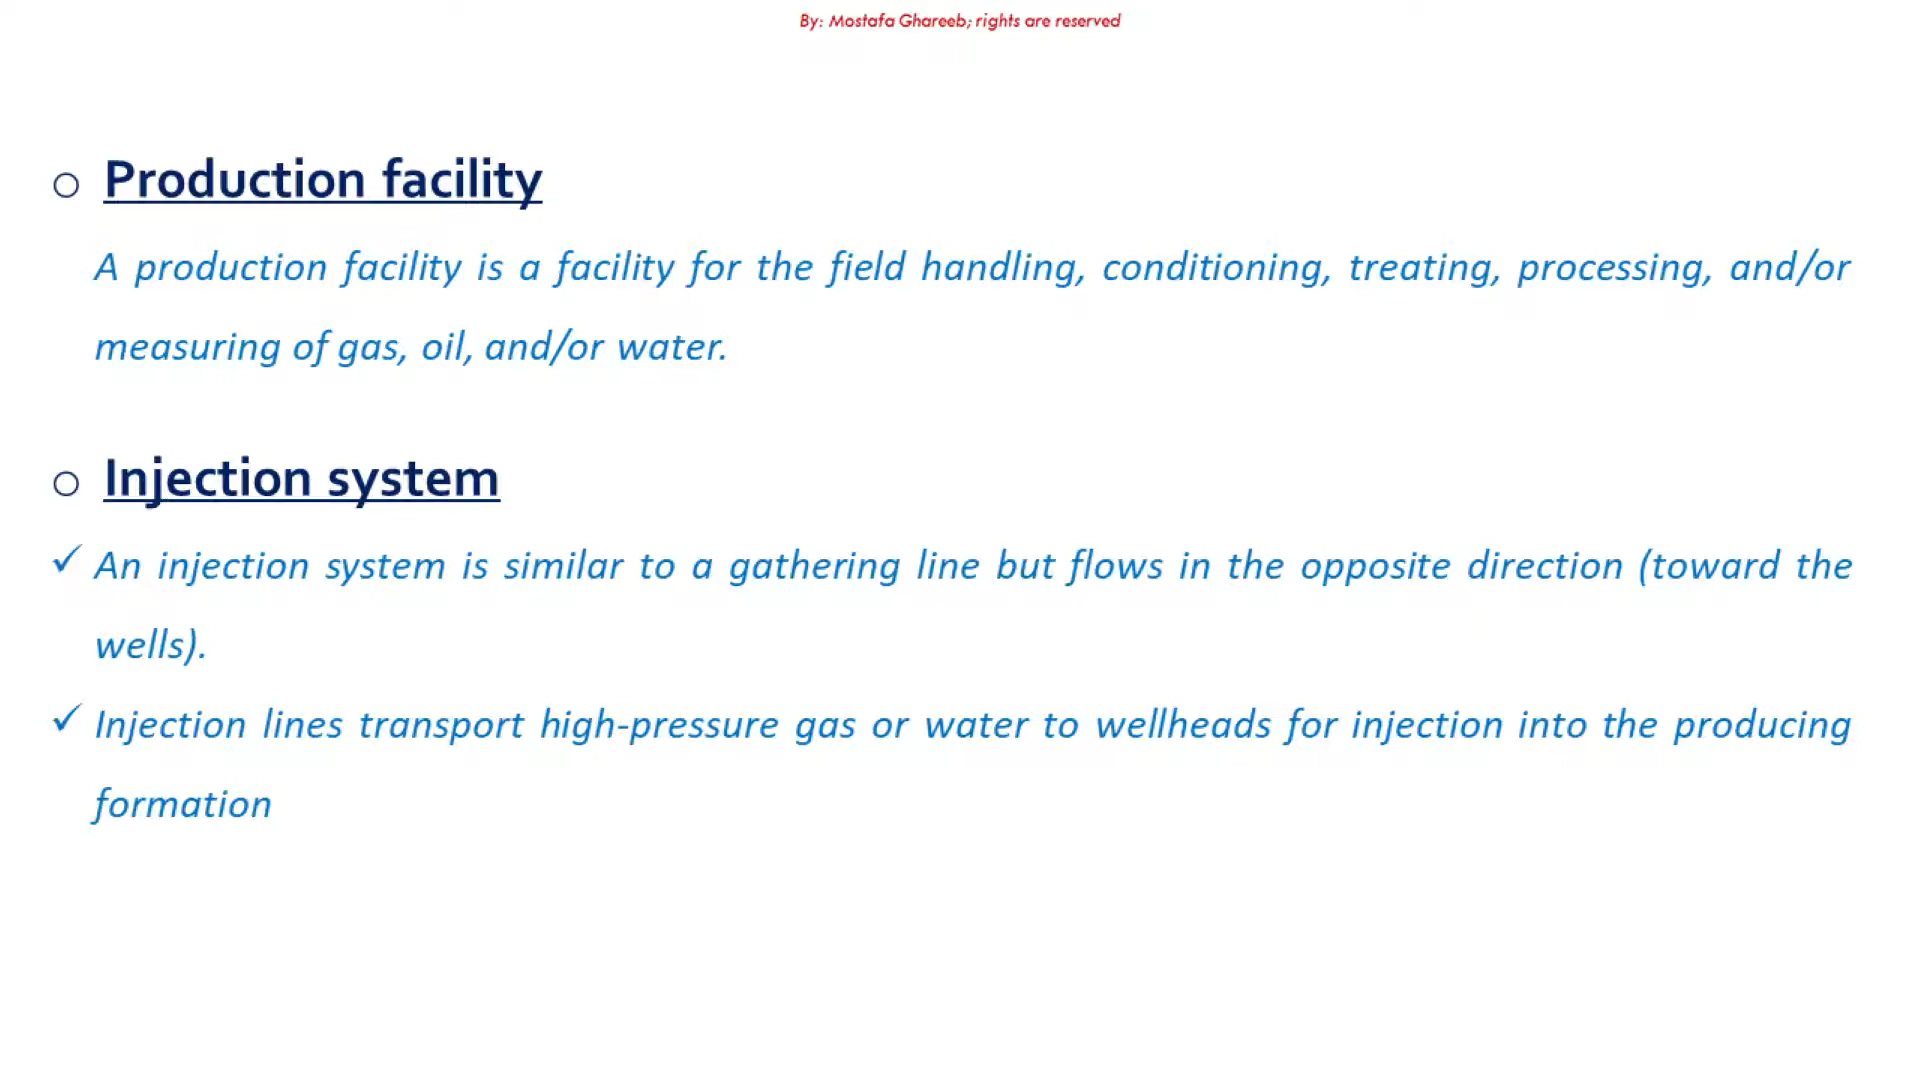 By: Mostafa Ghareeb; rights are reserved
o Production facility
A production facility is a facility for the field handling, conditioning, treating, processing, and/or
measuring of gas, oil, and/or water.
o Injection system
✓ An injection system is similar to a gathering line but flows in the opposite direction (toward the
wells).
✓ Injection lines transport high-pressure gas or water to wellheads for injection into the producing
formation